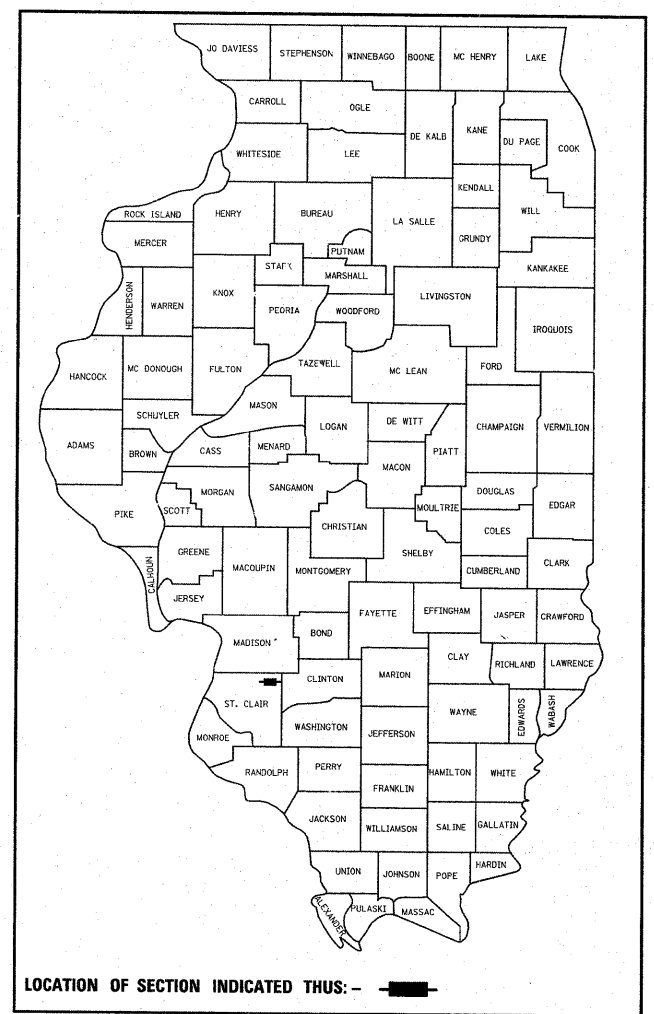 JO DAVIESS STEPHENSON WINNEBAGO BOONE MC HENRY LAKE
CARROLL OGLE DE KALB KANE DU PAGE COOK
WHITESIDE LEE
KENDALL
ROCK ISLAND HENRY BUREAU LA SALLE WILL
MERCER PUTNAM GRUNDY
STARK MARSHALL KANKAKEE
HENDERSON WARREN KNOX PEORIA WOODFORD LIVINGSTON
IROQUOIS
HANCOCK MC DONOUGH FULTON TAZEWELL MC LEAN FORD
MASON
SCHUYLER LOGAN DE WITT CHAMPAIGN VERMILION
ADAMS BROWN CASS MENARD MACON PIATT
MORGAN SANGAMON DOUGLAS
PIKE SCOTT CHRISTIAN MOULTRIE COLES EDGAR
CALHOUN GREENE MACOUPIN MONTGOMERY SHELBY CUMBERLAND CLARK
JERSEY
FAYETTE EFFINGHAM JASPER CRAWFORD
MADISON BOND
CLAY RICHLAND LAWRENCE
CLINTON MARION
ST. CLAIR WAYNE EDWARDS WABASH
MONROE WASHINGTON JEFFERSON
RANDOLPH PERRY HAMILTON WHITE
FRANKLIN
JACKSON WILLIAMSON SALINE GALLATIN
UNION JOHNSON POPE HARDIN
ALEXANDER PULASKI MASSAC
LOCATION OF SECTION INDICATED THUS: -